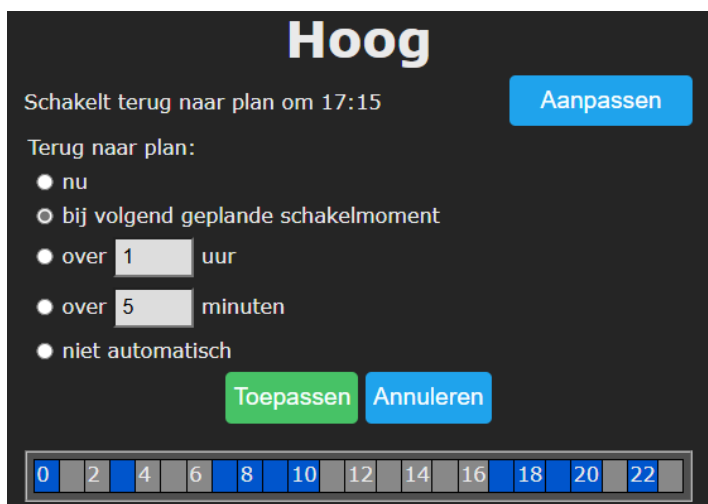 Hoog
Schakelt terug naar plan om 17:15 Aanpassen
Terug naar plan:
nu
bij volgend geplande schakelmoment
over 1 uur
over 5 minuten
niet automatisch
Toepassen Annuleren
0 2 4 6 8 10 12 14 16 18 20 22